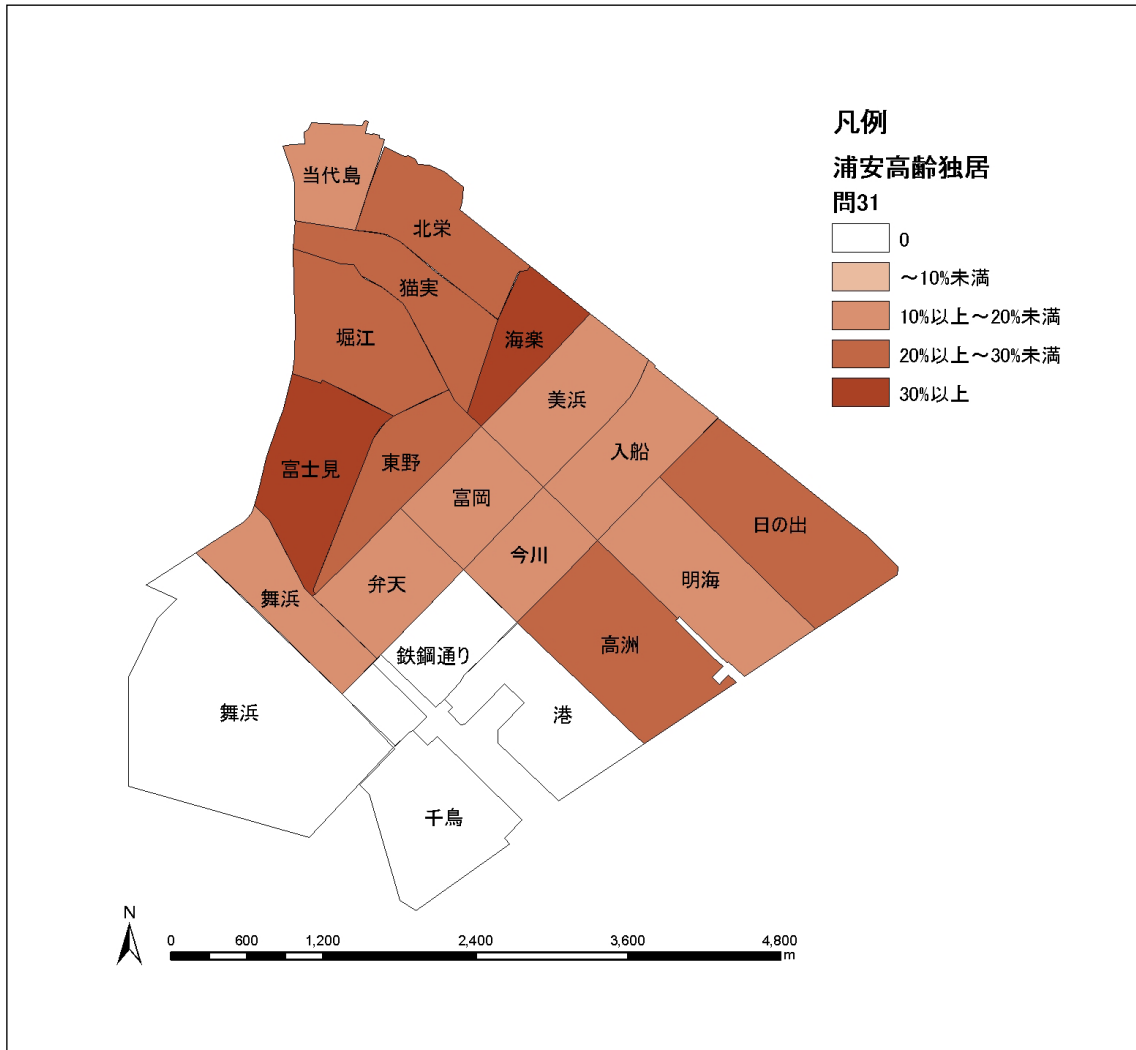 凡例
浦安高齢独居
問31
0
～10%未満
10%以上～20%未満
20%以上～30%未満
30%以上
当代島
北栄
猫実
堀江
海楽
美浜
入船
富士見
東野
富岡
日の出
今川
明海
舞浜
弁天
高洲
鉄鋼通り
舞浜
港
千鳥
N
0 600 1,200 2,400 3,600 4,800
m